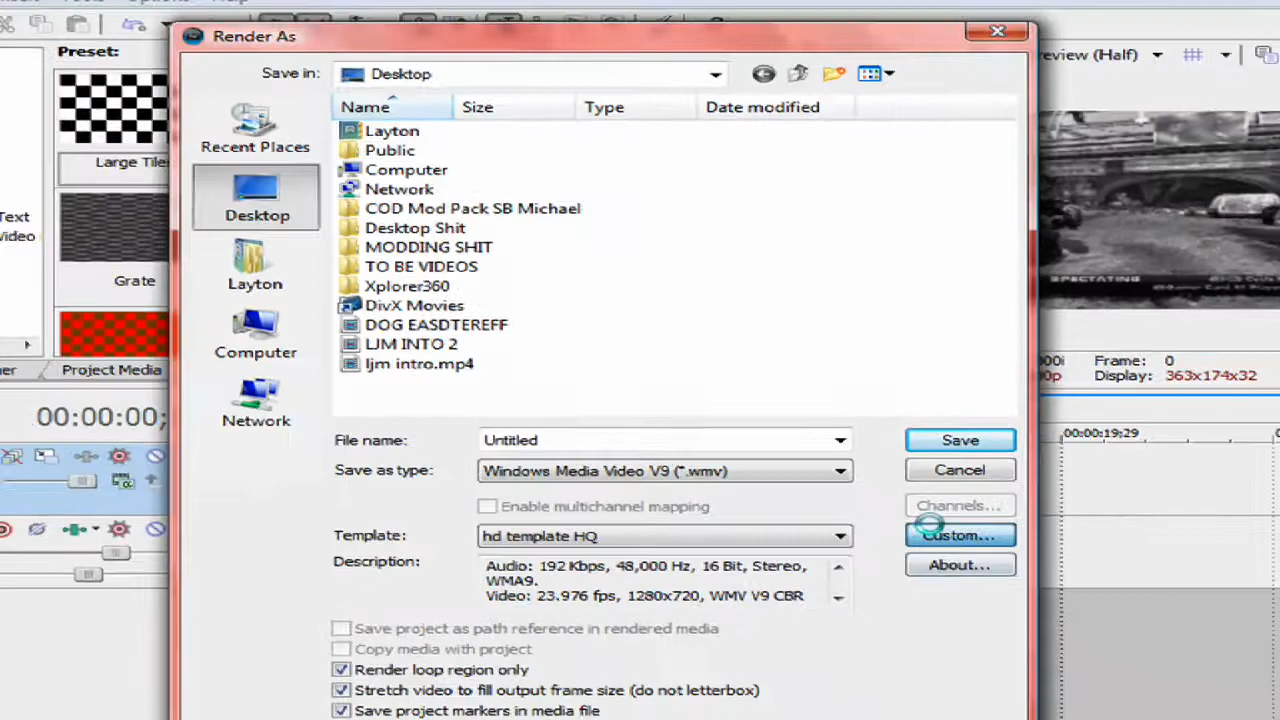 Render As
Preset:
Save in:
Desktop
review (Half)
Name
Size
Type
Date modified
Layton
Public
Computer
Network
COD Mod Pack SB Michael
Desktop Shit
MODDING SHIT
TO BE VIDEOS
Xplorer360
DivX Movies
DOG EASDTEREFF
LJM INTO 2
ljm intro.mp4
Recent Places
Desktop
Layton
Computer
Network
Large Tile
Text
Video
Grate
SPECTATING
Project Media
00:00:00;
Frame: 0
Display: 363x174x32
00:00:19;29
File name:
Untitled
Save
Save as type:
Windows Media Video V9 (*.wmv)
Cancel
Enable multichannel mapping
Channels...
Template:
hd template HQ
Custom...
Description:
Audio: 192 Kbps, 48,000 Hz, 16 Bit, Stereo,
WMA9.
Video: 23.976 fps, 1280x720, WMV V9 CBR
About...
Save project as path reference in rendered media
Copy media with project
Render loop region only
Stretch video to fill output frame size (do not letterbox)
Save project markers in media file